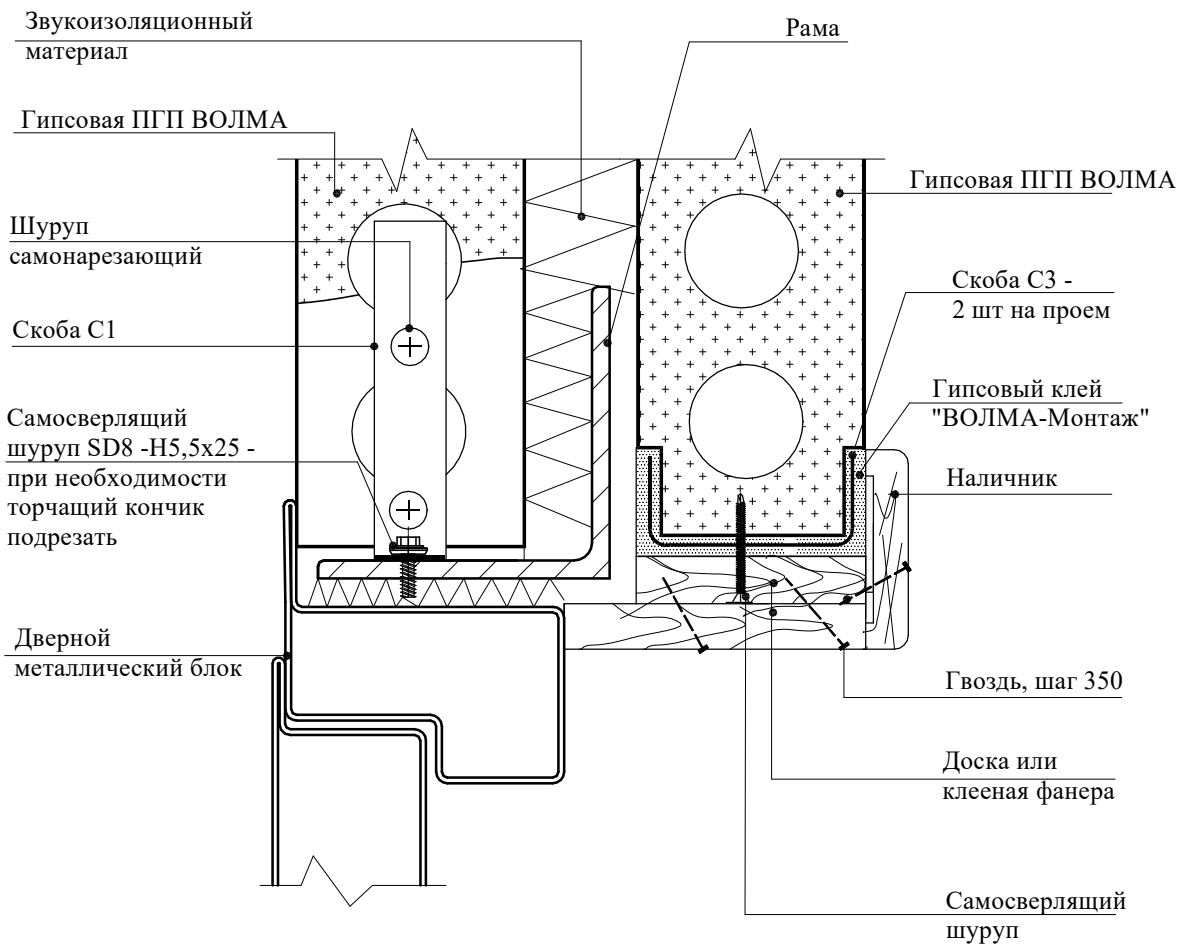 Звукоизоляционный
материал
Рама
Гипсовая ПГП ВОЛМА
Гипсовая ПГП ВОЛМА
Шуруп
самонарезающий
Скоба С3 -
2 шт на проем
Скоба С1
Гипсовый клей
"ВОЛМА-Монтаж"
Самосверлящий
шуруп SD8 -H5,5x25 -
при необходимости
торчащий кончик
подрезать
Наличник
Дверной
металлический блок
Гвоздь, шаг 350
Доска или
клееная фанера
Самосверлящий
шуруп